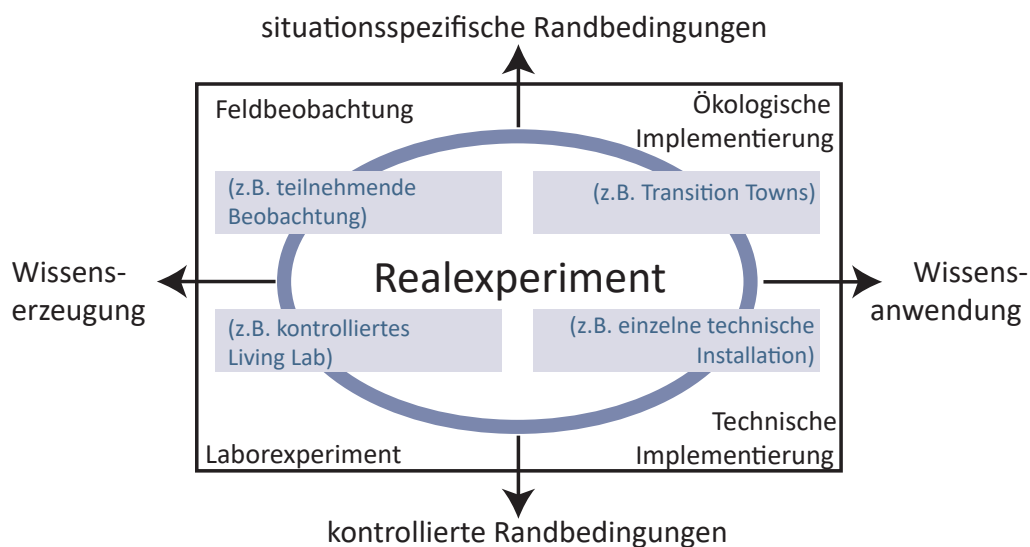 situationsspezifische Randbedingungen
Feldbeobachtung
Ökologische
Implementierung
(z.B. teilnehmende
Beobachtung)
(z.B. Transition Towns)
Wissens-
erzeugung
Realexperiment
Wissens-
anwendung
(z.B. kontrolliertes
Living Lab)
(z.B. einzelne technische
Installation)
Laborexperiment
Technische
Implementierung
kontrollierte Randbedingungen